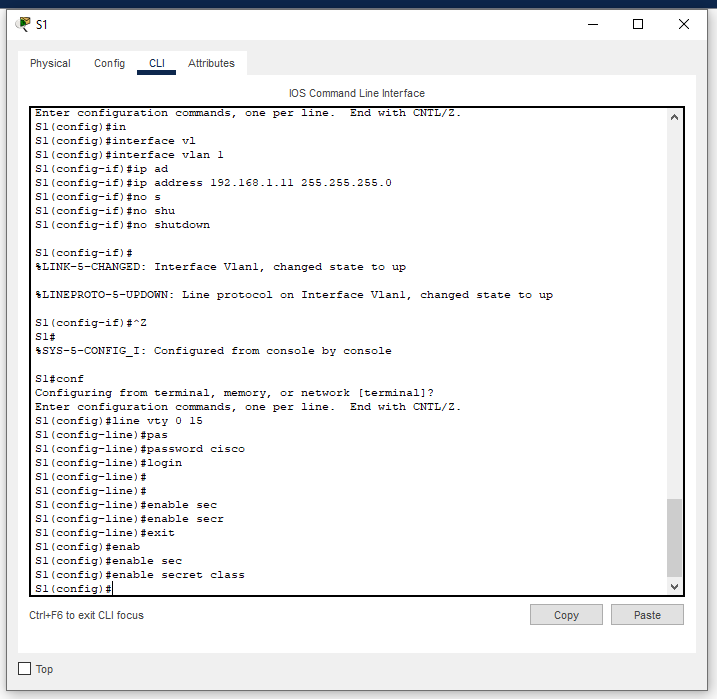 S1
Physical Config CLI Attributes
IOS Command Line Interface
Enter configuration commands, one per line.  End with CNTL/Z.
S1(config)#in
S1(config)#interface vl
S1(config)#interface vlan 1
S1(config-if)#ip ad
S1(config-if)#ip address 192.168.1.11 255.255.255.0
S1(config-if)#no s
S1(config-if)#no shu
S1(config-if)#no shutdown
S1(config-if)#
%LINK-5-CHANGED: Interface Vlan1, changed state to up
%LINEPROTO-5-UPDOWN: Line protocol on Interface Vlan1, changed state to up
S1(config-if)#^Z
S1#
%SYS-5-CONFIG_I: Configured from console by console
S1#conf
Configuring from terminal, memory, or network [terminal]?
Enter configuration commands, one per line.  End with CNTL/Z.
S1(config)#line vty 0 15
S1(config-line)#pas
S1(config-line)#password cisco
S1(config-line)#login
S1(config-line)#
S1(config-line)#
S1(config-line)#enable sec
S1(config-line)#enable secr
S1(config-line)#exit
S1(config)#enab
S1(config)#enable sec
S1(config)#enable secret class
S1(config)#
Ctrl+F6 to exit CLI focus Copy Paste
Top